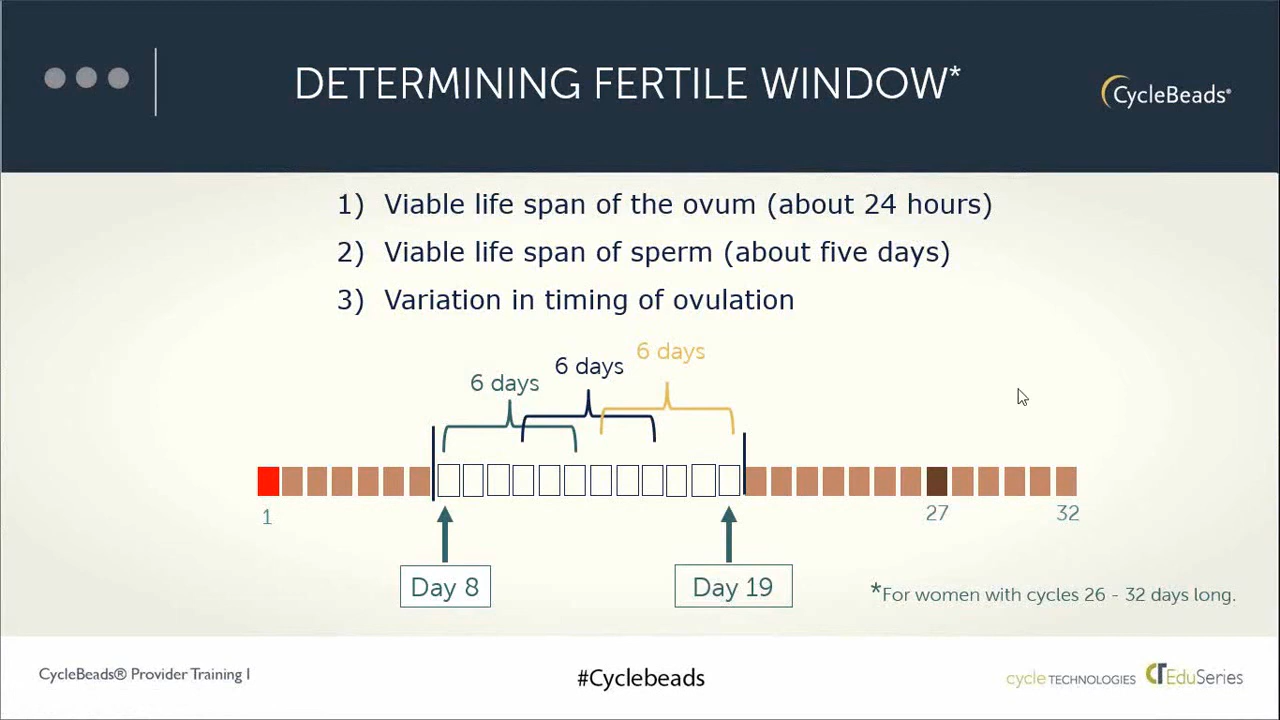 DETERMINING FERTILE WINDOW*
CycleBeads®
1) Viable life span of the ovum (about 24 hours)
2) Viable life span of sperm (about five days)
3) Variation in timing of ovulation
6 days
6 days
6 days
1
27
32
Day 8
Day 19
*For women with cycles 26 - 32 days long.
CycleBeads® Provider Training I
#Cyclebeads
cycle TECHNOLOGIES
CT EduSeries